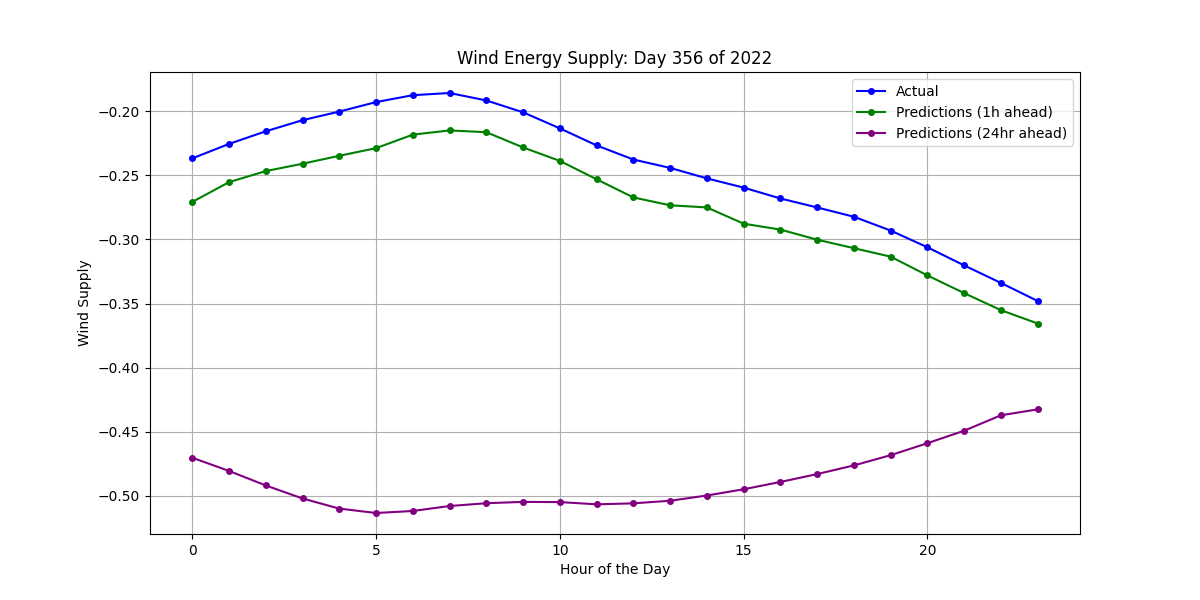 Wind Energy Supply: Day 356 of 2022
Actual
Predictions (1h ahead)
Predictions (24hr ahead)
Wind Supply
−0.20
−0.25
−0.30
−0.35
−0.40
−0.45
−0.50
0 5 10 15 20
Hour of the Day